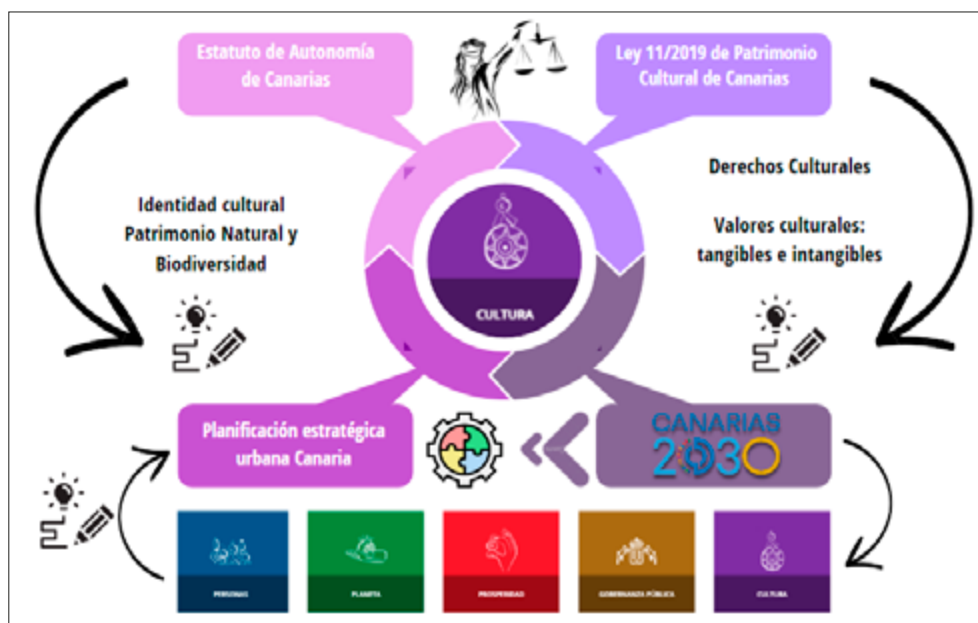 Estatuto de Autonomía
de Canarias
Ley 11/2019 de Patrimonio
Cultural de Canarias
Identidad cultural
Patrimonio Natural y
Biodiversidad
Derechos Culturales
Valores culturales:
tangibles e intangibles
CULTURA
Planificación estratégica
urbana Canaria
CANARIAS
2030
PERSONAS
PLANETA
PROSPERIDAD
GOBERNANZA PÚBLICA
CULTURA